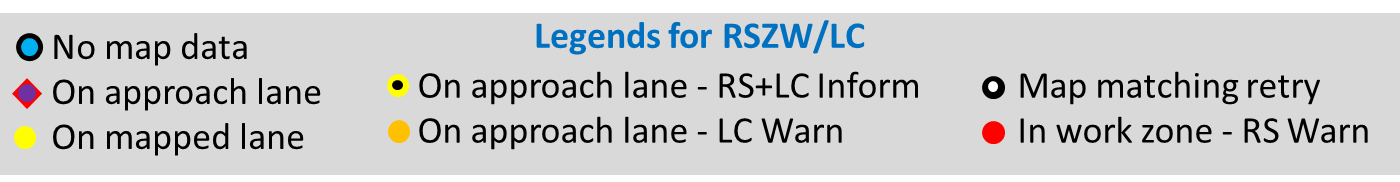 Legends for RSZW/LC
No map data
On approach lane
On mapped lane
On approach lane - RS+LC Inform
On approach lane - LC Warn
Map matching retry
In work zone - RS Warn